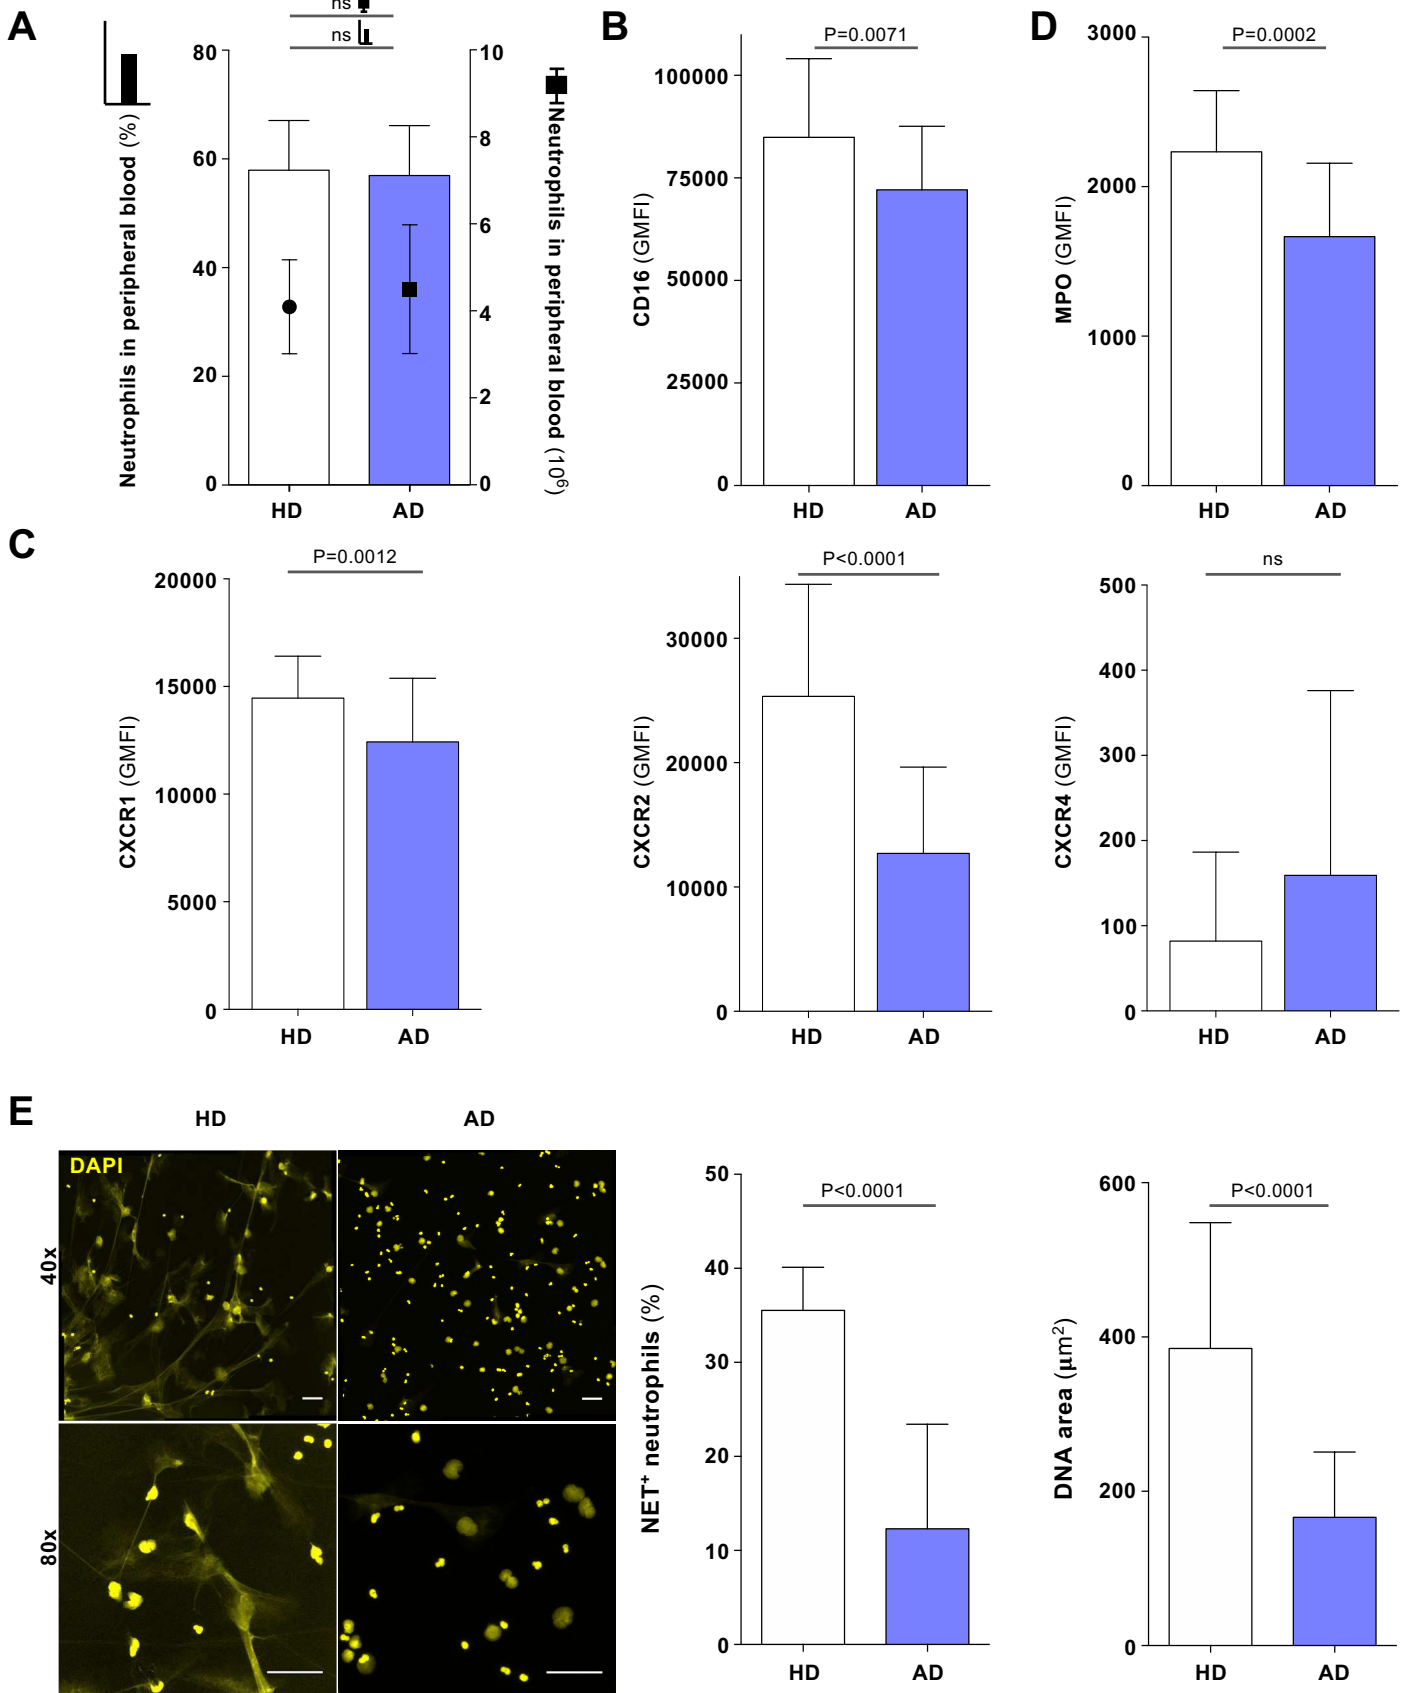 A
ns
ns
Neutrophils in peripheral blood (%)
80
60
40
20
0
10
8
6
4
2
0
Neutrophils in peripheral blood (10⁶)
HD
AD
B
P=0.0071
CD16 (GMFI)
100000
75000
50000
25000
0
HD
AD
D
P=0.0002
MPO (GMFI)
3000
2000
1000
0
HD
AD
C
P=0.0012
CXCR1 (GMFI)
20000
15000
10000
5000
0
HD
AD
P<0.0001
CXCR2 (GMFI)
30000
20000
10000
0
HD
AD
ns
CXCR4 (GMFI)
500
400
300
200
100
0
HD
AD
E
HD
AD
DAPI
40x
80x
P<0.0001
NET⁺ neutrophils (%)
50
40
30
20
10
0
HD
AD
P<0.0001
DNA area (µm²)
600
400
200
0
HD
AD